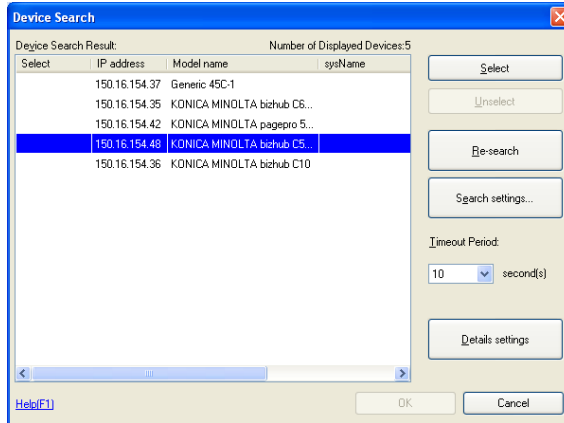 Device Search
Device Search Result: Number of Displayed Devices:5
Select IP address Model name sysName
150.16.154.37 Generic 45C-1
150.16.154.35 KONICA MINOLTA bizhub C6...
150.16.154.42 KONICA MINOLTA pagepro 5...
150.16.154.48 KONICA MINOLTA bizhub C5...
150.16.154.36 KONICA MINOLTA bizhub C10
Select
Unselect
Re-search
Search settings...
Timeout Period:
10 second(s)
Details settings
Help(F1)
OK Cancel